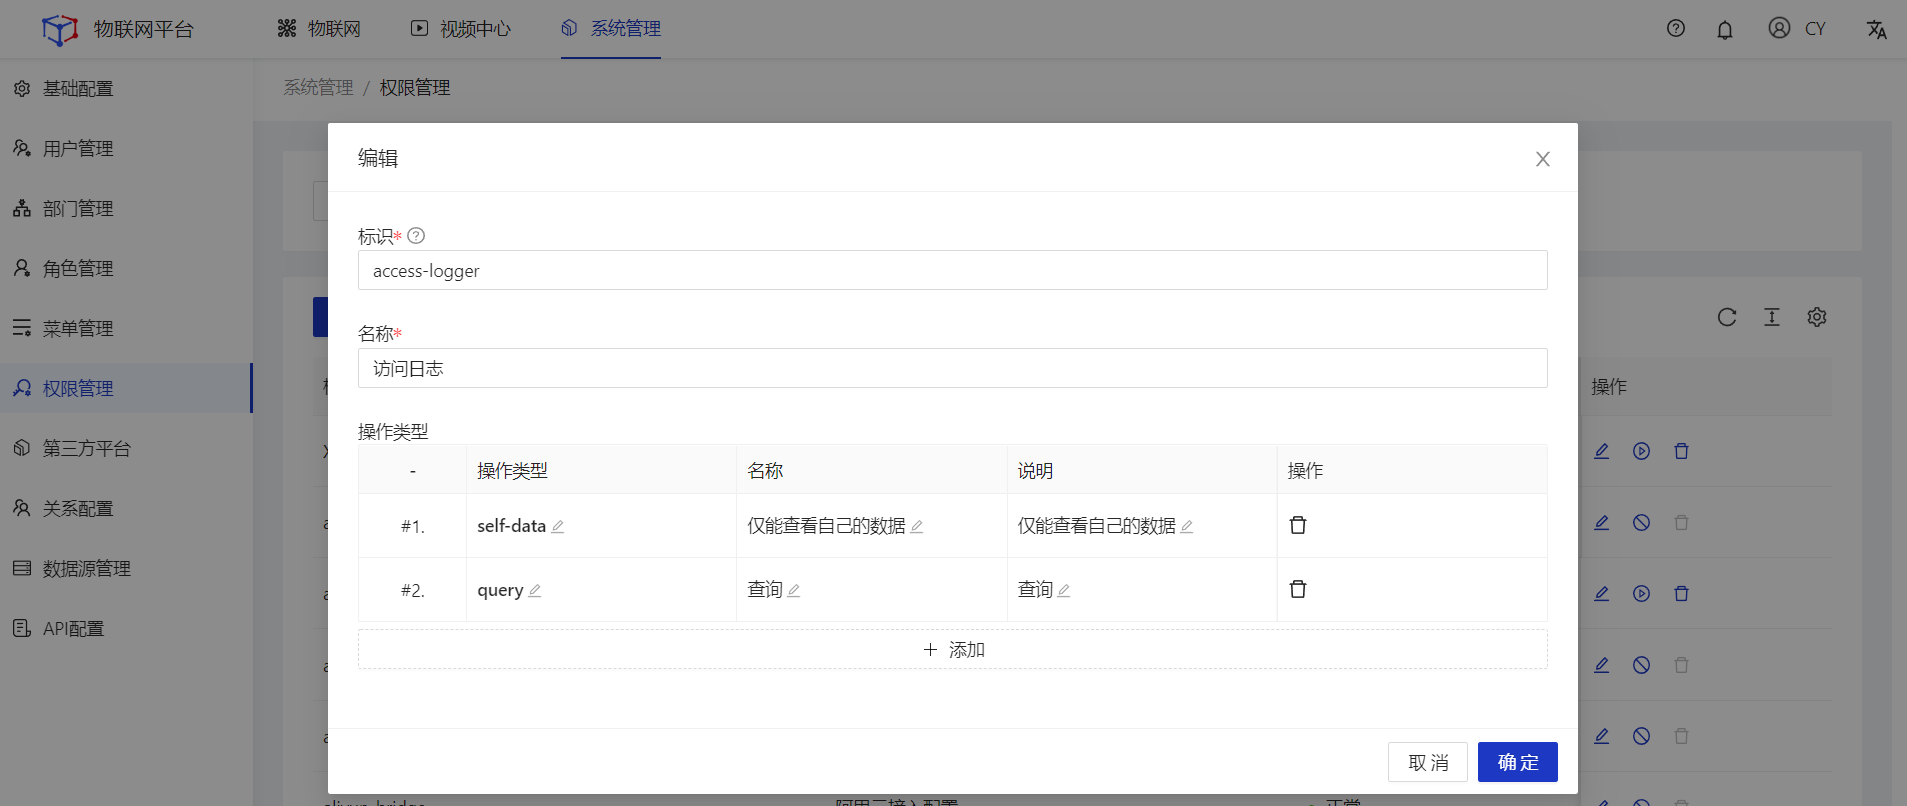 物联网平台
物联网
视频中心
系统管理
CY
基础配置
用户管理
部门管理
角色管理
菜单管理
权限管理
第三方平台
关系配置
数据源管理
API配置
系统管理 / 权限管理
编辑
标识*
access-logger
名称*
访问日志
操作类型
- 操作类型 名称 说明 操作
#1. self-data 仅能查看自己的数据 仅能查看自己的数据
#2. query 查询 查询
+ 添加
取 消
确 定
操作